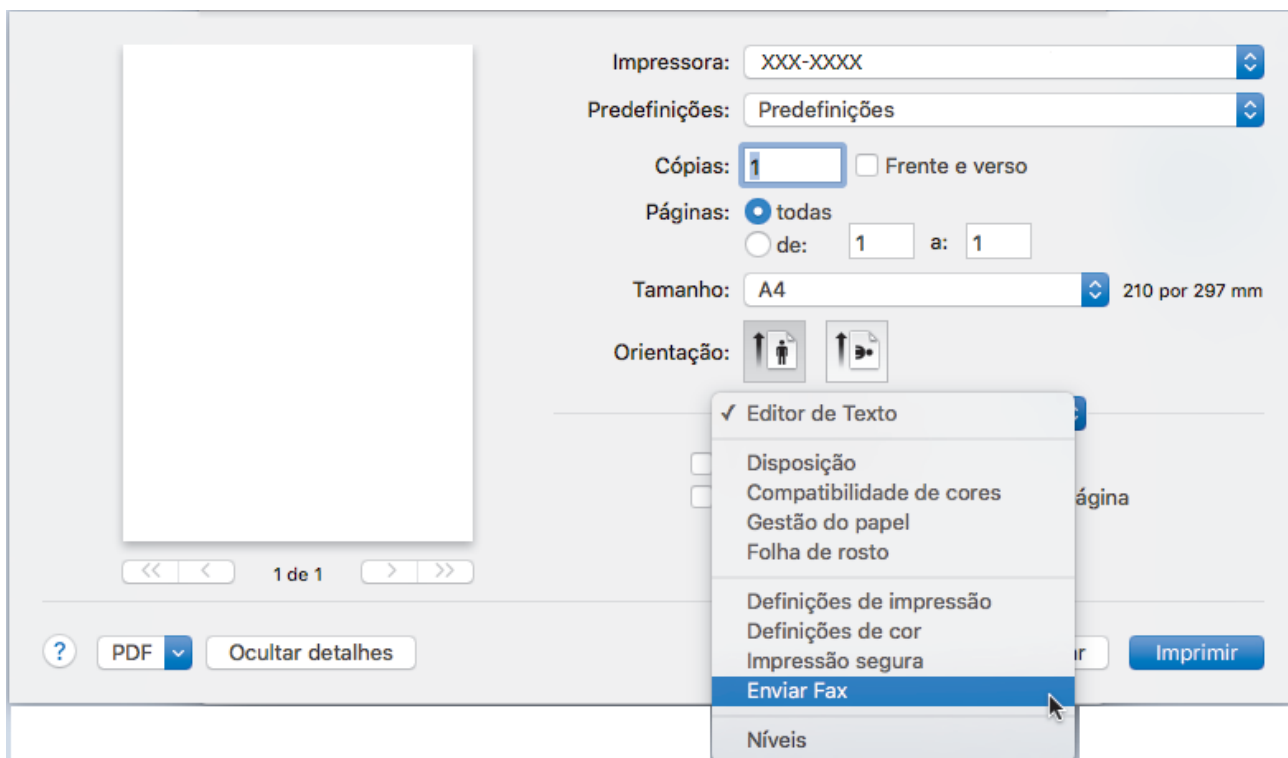 Impressora: XXX-XXXX
Predefinições: Predefinições
Cópias: 1 Frente e verso
Páginas: todas
de: 1 a: 1
Tamanho: A4 210 por 297 mm
Orientação:
✓ Editor de Texto
Disposição
Compatibilidade de cores
ágina
Gestão do papel
Folha de rosto
1 de 1
Definições de impressão
Definições de cor
? PDF Ocultar detalhes
Impressão segura
ar Imprimir
Enviar Fax
Níveis